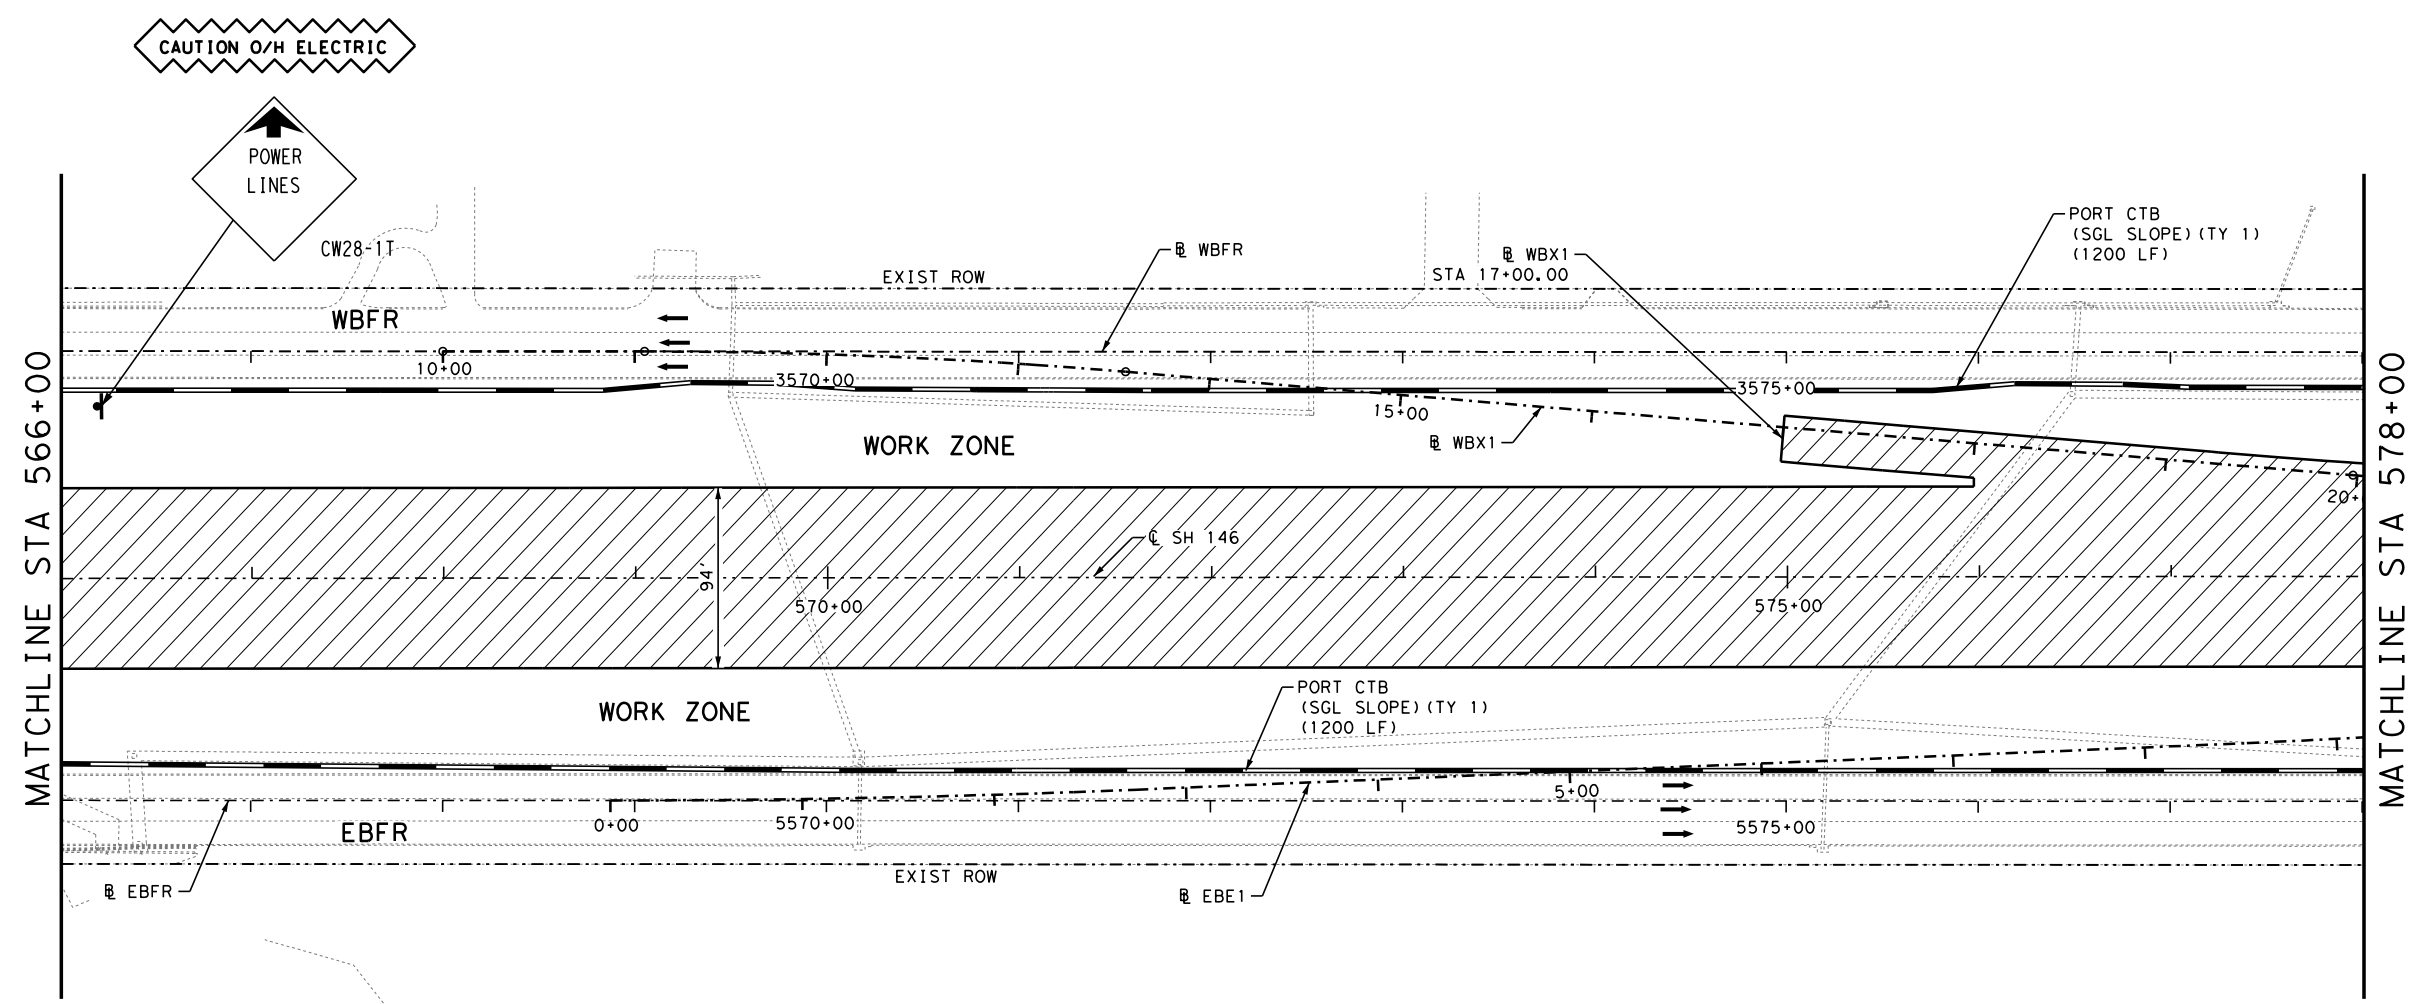 CAUTION O/H ELECTRIC
POWER
LINES
CW28-1T
EXIST ROW
℄ WBFR
℄ WBX1
STA 17+00.00
PORT CTB
(SGL SLOPE)(TY 1)
(1200 LF)
WBFR
10+00
3570+00
3575+00
15+00
℄ WBX1
WORK ZONE
20+
MATCHLINE STA 566+00
MATCHLINE STA 578+00
℄ SH 146
94'
570+00
575+00
WORK ZONE
PORT CTB
(SGL SLOPE)(TY 1)
(1200 LF)
5+00
0+00
5570+00
5575+00
EBFR
EXIST ROW
℄ EBFR
℄ EBE1